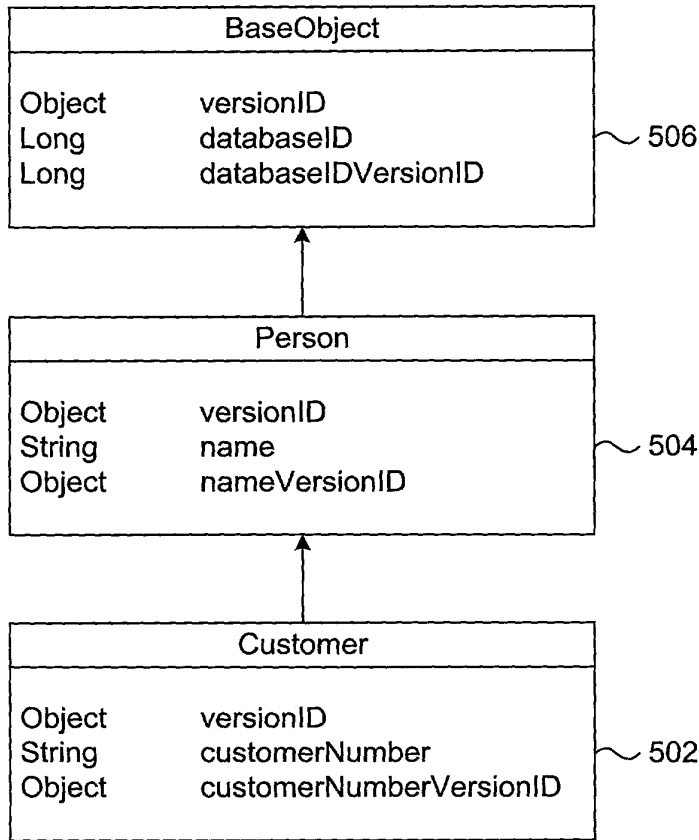 BaseObject
Object versionID
Long databaseID
Long databaseIDVersionID
506
Person
Object versionID
String name
Object nameVersionID
504
Customer
Object versionID
String customerNumber
Object customerNumberVersionID
502